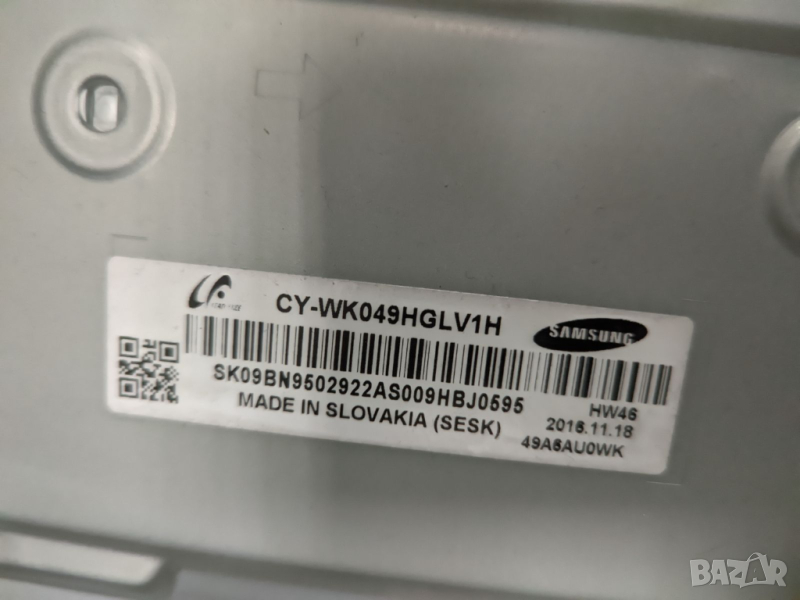 CY-WK049HGLV1H
SAMSUNG
SK09BN9502922AS009HBJ0595
HW46
MADE IN SLOVAKIA (SESK)
2016.11.18
49A6AU0WK
BAZAR